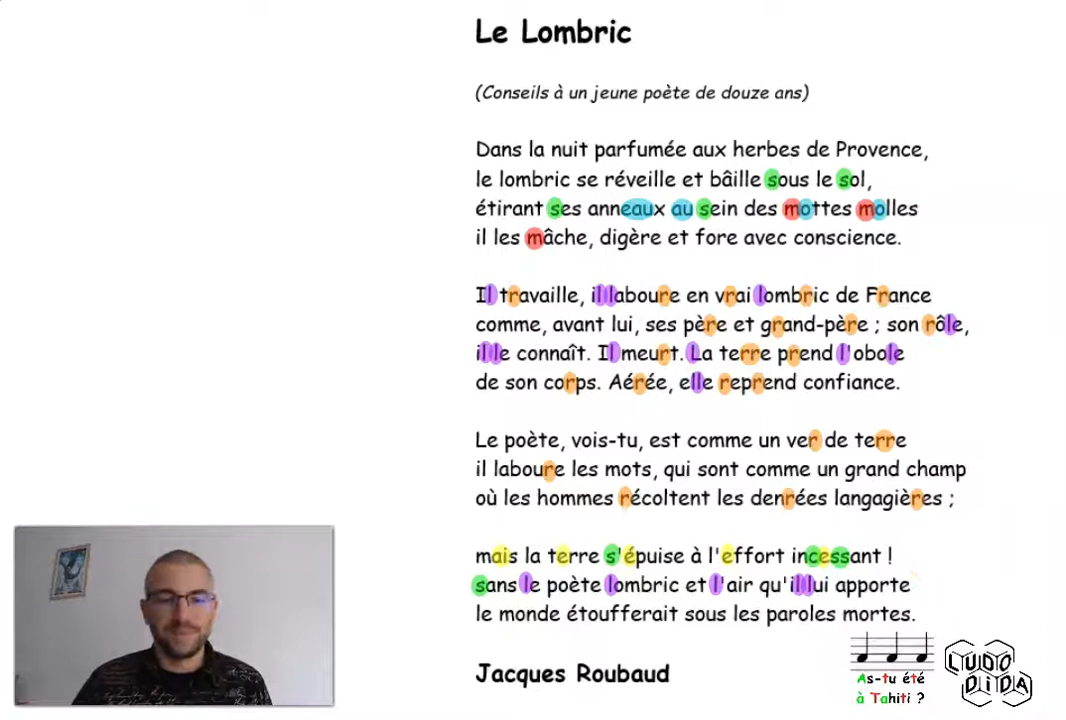 Le Lombric
(Conseils à un jeune poète de douze ans)
Dans la nuit parfumée aux herbes de Provence,
le lombric se réveille et bâille sous le sol,
étirant ses anneaux au sein des mottes molles
il les mâche, digère et fore avec conscience.
Il travaille, il laboure en vrai lombric de France
comme, avant lui, ses père et grand-père ; son rôle,
il le connaît. Il meurt. La terre prend l'obole
de son corps. Aérée, elle reprend confiance.
Le poète, vois-tu, est comme un ver de terre
il laboure les mots, qui sont comme un grand champ
où les hommes récoltent les denrées langagières ;
mais la terre s'épuise à l'effort incessant !
sans le poète lombric et l'air qu'il lui apporte
le monde étoufferait sous les paroles mortes.
Jacques Roubaud
As-tu été
à Tahiti ?
LUDO
DiDA